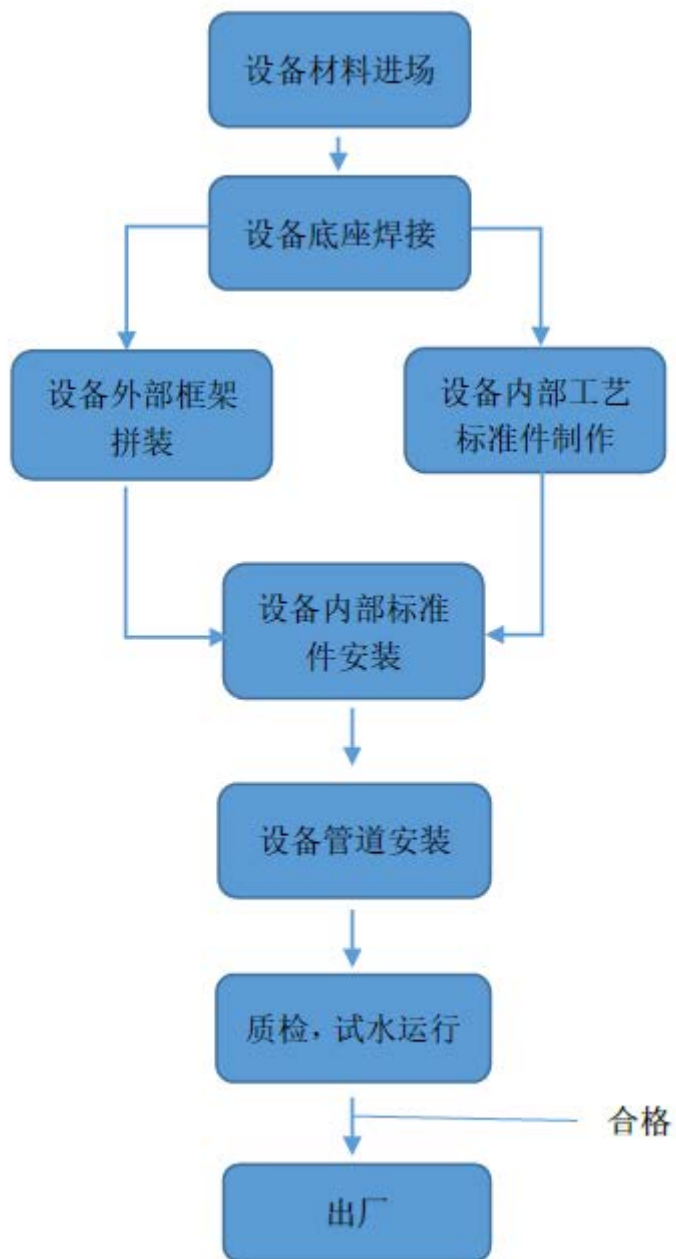 设备材料进场
设备底座焊接
设备外部框架
拼装
设备内部工艺
标准件制作
设备内部标准
件安装
设备管道安装
质检，试水运行
合格
出厂